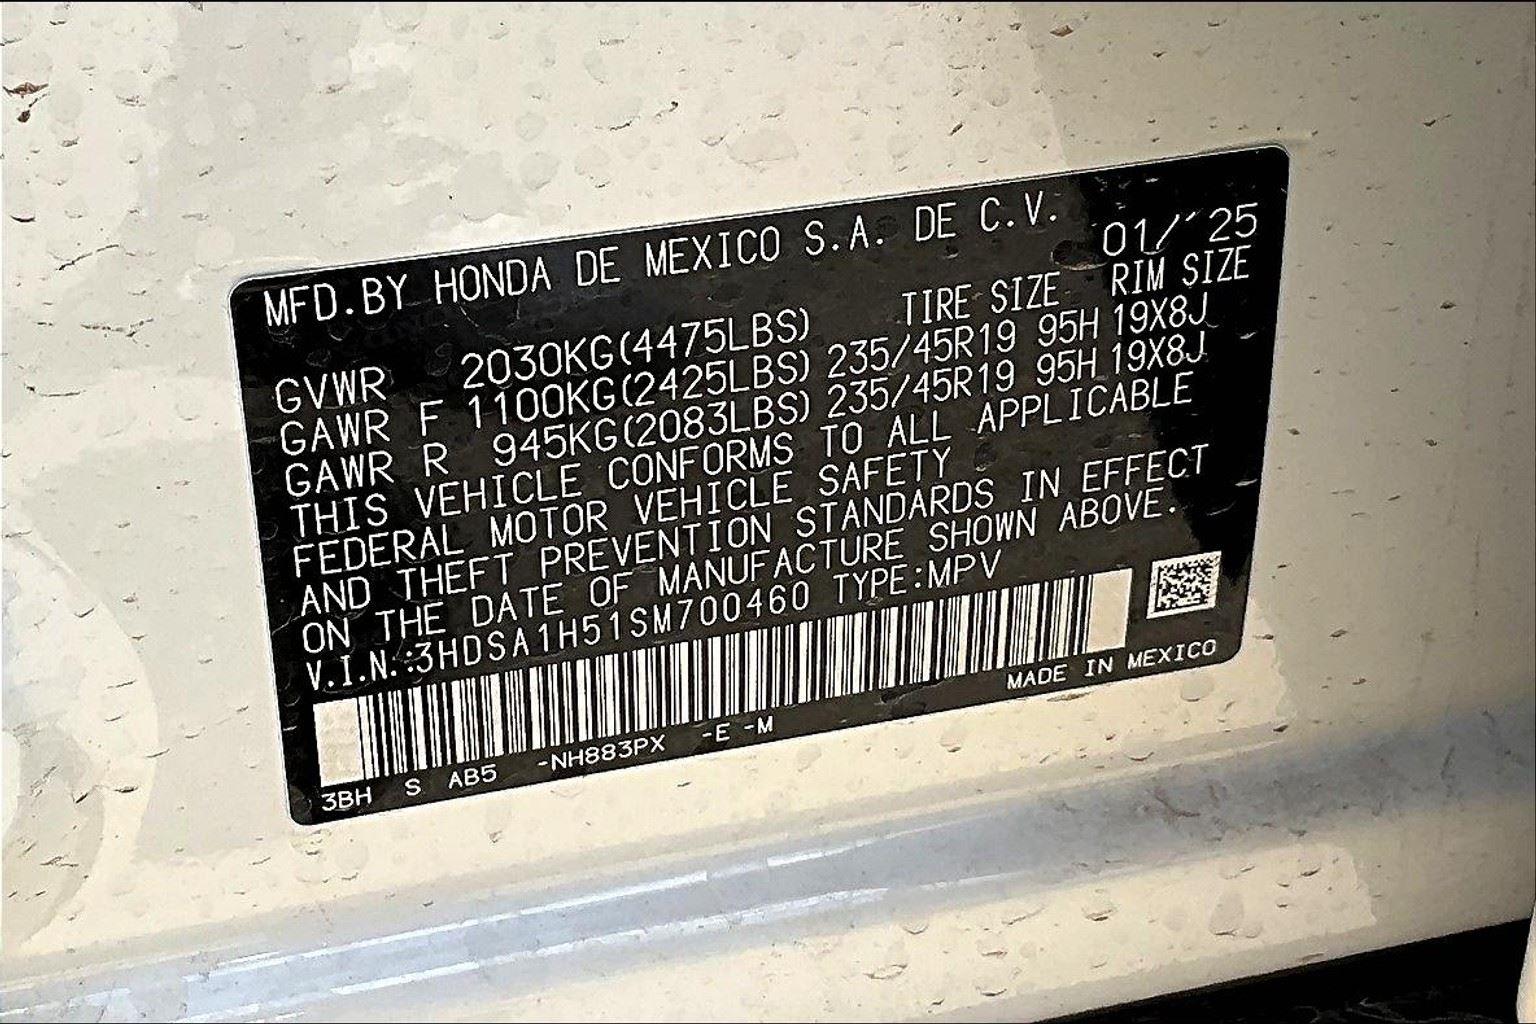 MFD.BY HONDA DE MEXICO S.A. DE C.V.
01/´25
TIRE SIZE RIM SIZE
GVWR 2030KG(4475LBS)
GAWR F 1100KG(2425LBS) 235/45R19 95H 19X8J
GAWR R 945KG(2083LBS) 235/45R19 95H 19X8J
THIS VEHICLE CONFORMS TO ALL APPLICABLE
FEDERAL MOTOR VEHICLE SAFETY
AND THEFT PREVENTION STANDARDS IN EFFECT
ON THE DATE OF MANUFACTURE SHOWN ABOVE.
V.I.N.:3HDSA1H51SM700460 TYPE:MPV
MADE IN MEXICO
3BH S AB5 -NH883PX -E -M